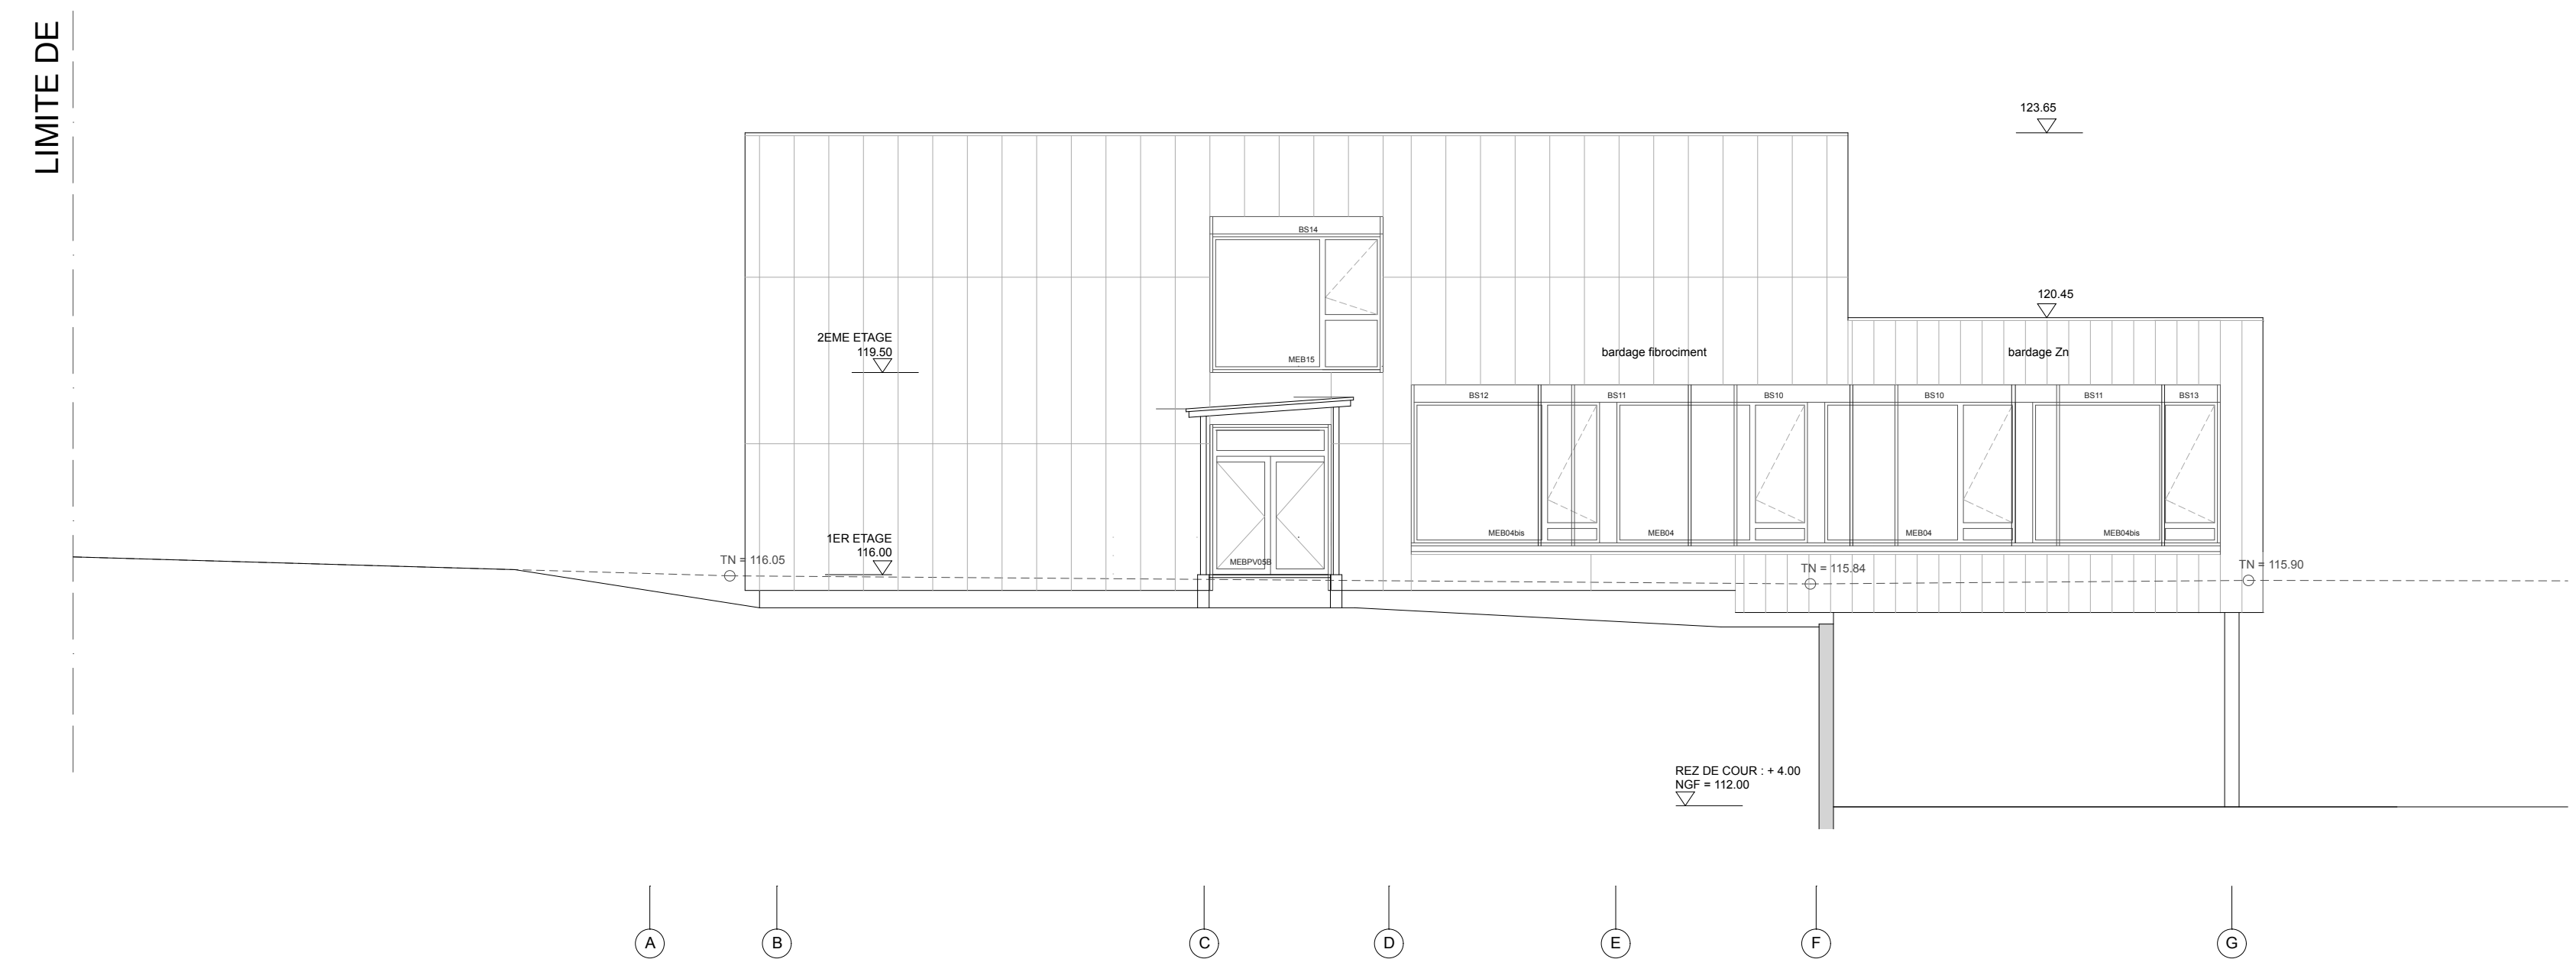 LIMITE DE
123.65
BS14
120.45
2EME ETAGE
119.50
bardage fibrociment
bardage Zn
MEB15
BS12
BS11
BS10
BS10
BS11
BS13
MEB04bis
MEB04
MEB04
MEB04bis
1ER ETAGE
116.00
TN = 116.05
MEBPV05B
TN = 115.84
TN = 115.90
REZ DE COUR : + 4.00
NGF = 112.00
A
B
C
D
E
F
G